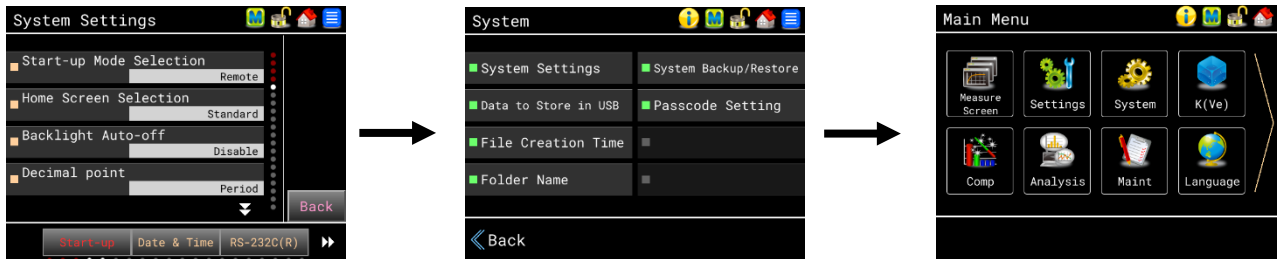 System Settings
M
Start-up Mode Selection
Remote
Home Screen Selection
Standard
Backlight Auto-off
Disable
Decimal point
Period
Back
Start-up
Date & Time
RS-232C(R)
System
i
M
System Settings
System Backup/Restore
Data to Store in USB
Passcode Setting
File Creation Time
Folder Name
Back
Main Menu
i
M
Measure
Screen
Settings
System
K(Ve)
Comp
Analysis
Maint
Language